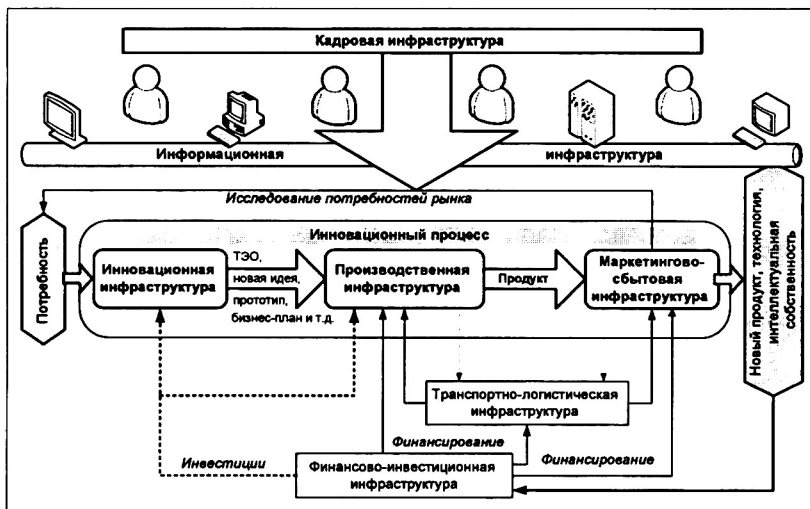 Кадровая инфраструктура
Информационная инфраструктура
Исследование потребностей рынка
Потребность
Инновационный процесс
Инновационная
инфраструктура
ТЭО,
новая идея,
прототип,
бизнес-план и т.д.
Производственная
инфраструктура
Продукт
Маркетингово-
сбытовая
инфраструктура
Новый продукт, технология,
интеллектуальная
собственность
Транспортно-логистическая
инфраструктура
Финансирование
Инвестиции
Финансово-инвестиционная
инфраструктура
Финансирование